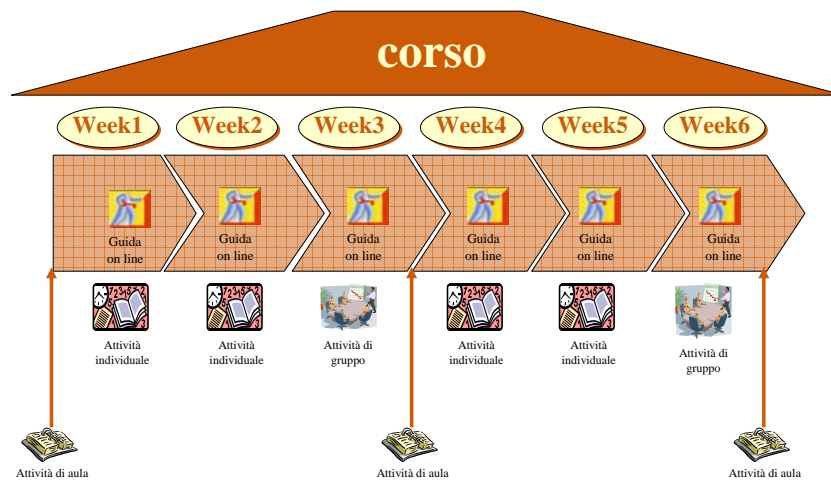 corso
Week1
Week2
Week3
Week4
Week5
Week6
Guida
on line
Guida
on line
Guida
on line
Guida
on line
Guida
on line
Guida
on line
Attività
individuale
Attività
individuale
Attività di
gruppo
Attività
individuale
Attività
individuale
Attività di
gruppo
Attività di aula
Attività di aula
Attività di aula